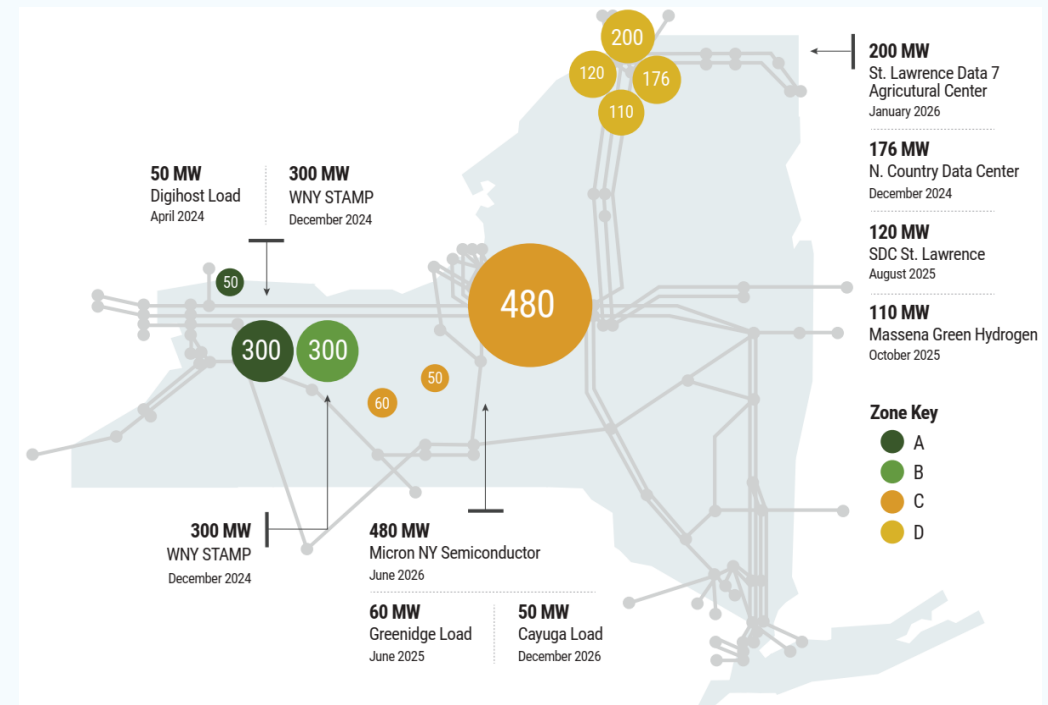 200
120
176
110
200 MW
St. Lawrence Data 7
Agricutural Center
January 2026
176 MW
N. Country Data Center
December 2024
120 MW
SDC St. Lawrence
August 2025
110 MW
Massena Green Hydrogen
October 2025
50 MW
Digihost Load
April 2024
300 MW
WNY STAMP
December 2024
50
300
300
480
50
60
Zone Key
A
B
C
D
300 MW
WNY STAMP
December 2024
480 MW
Micron NY Semiconductor
June 2026
60 MW
Greenidge Load
June 2025
50 MW
Cayuga Load
December 2026